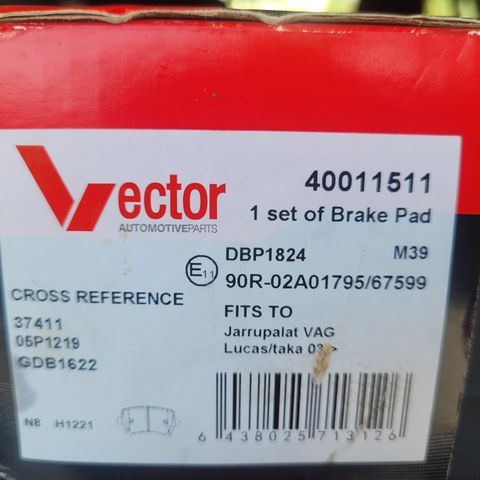 Vector
AUTOMOTIVEPARTS
40011511
1 set of Brake Pad
DBP1824 M39
E11 90R-02A01795/67599
CROSS REFERENCE
37411
05P1219
GDB1622
FITS TO
Jarrupalat VAG
Lucas/taka 03->
N8 H1221
6 438025 713126